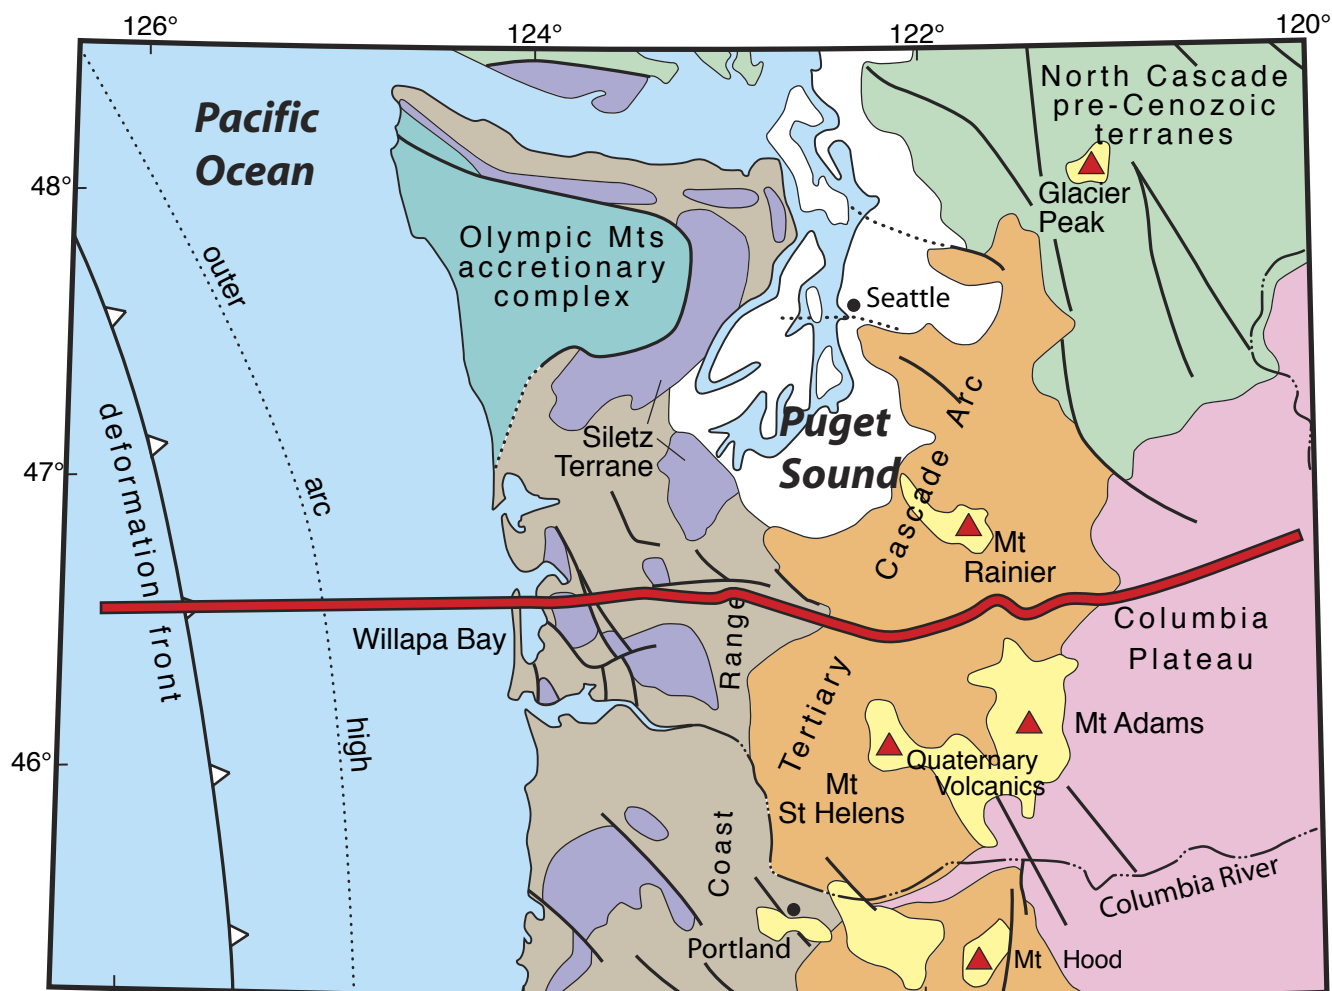 126°
124°
122°
120°
Pacific
Ocean
North Cascade
pre-Cenozoic
terranes
48°
Glacier
Peak
Olympic Mts
accretionary
complex
outer
Seattle
deformation front
arc
47°
Siletz
Terrane
Puget
Sound
Cascade Arc
Mt
Rainier
Willapa Bay
Range
Columbia
Plateau
high
46°
Tertiary
Mt Adams
Quaternary
Volcanics
Mt
St Helens
Coast
Columbia River
Portland
Mt Hood